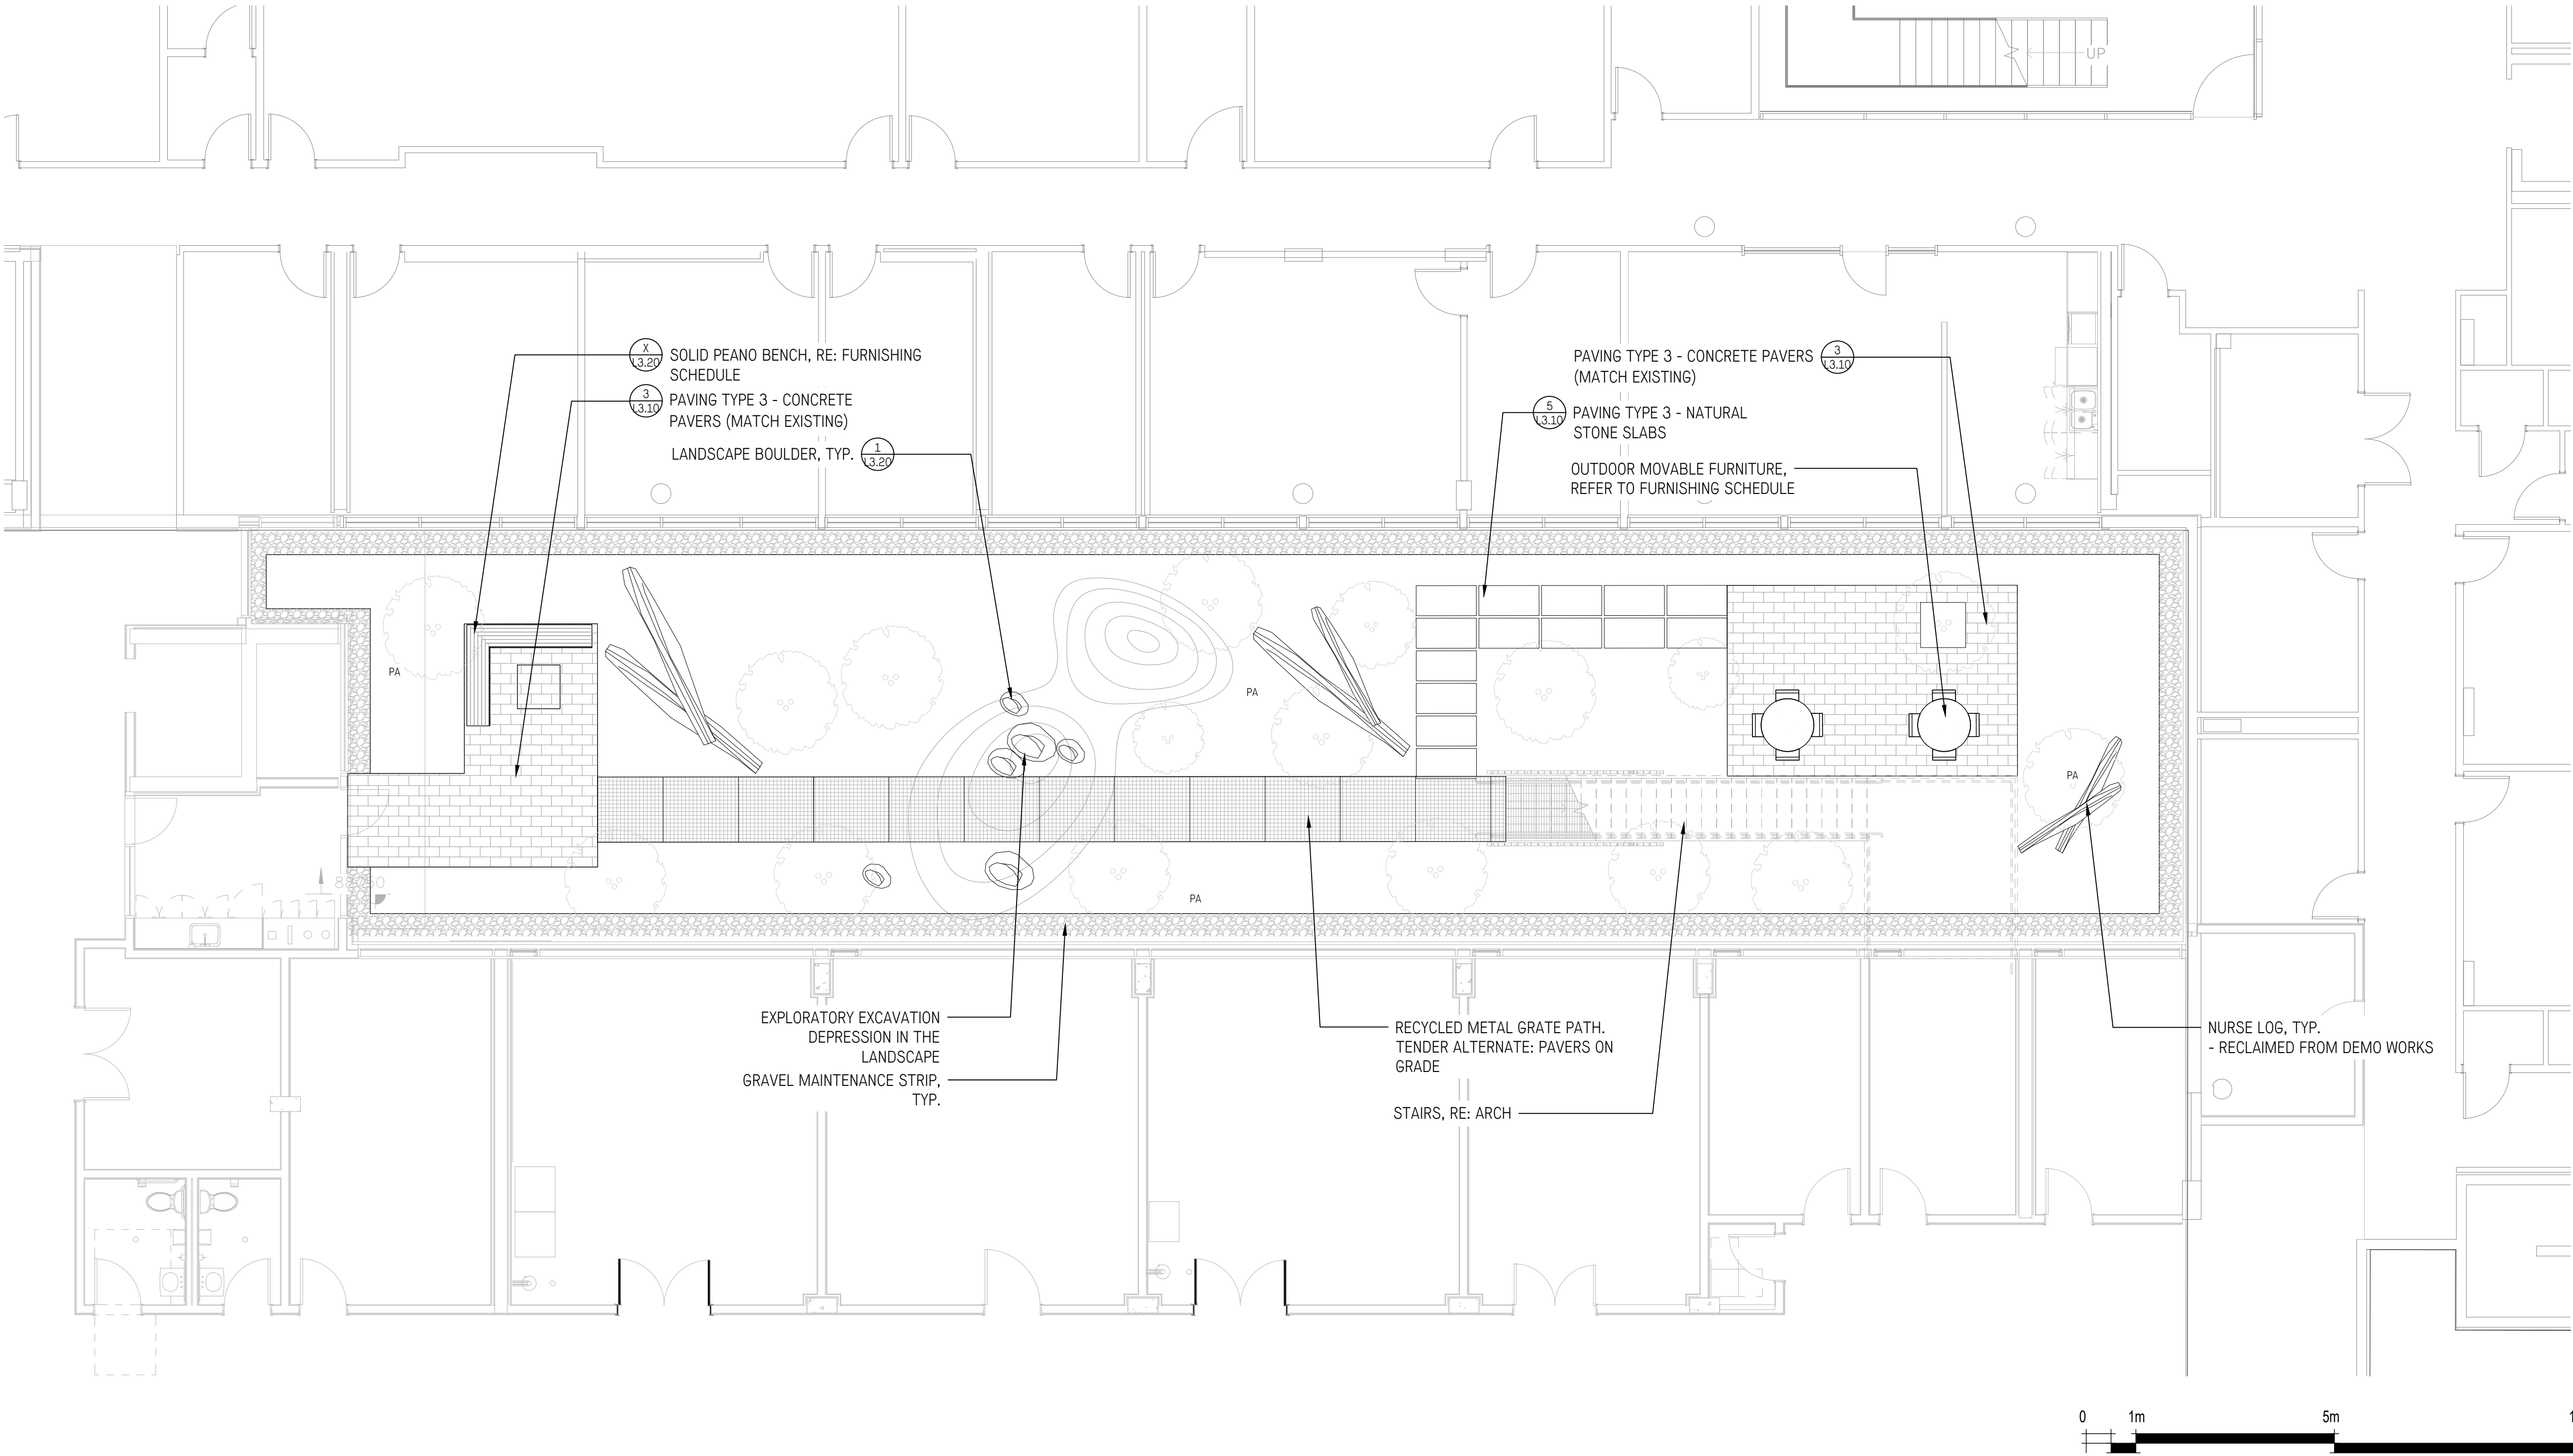 UP
X
L3.20
SOLID PEANO BENCH, RE: FURNISHING
SCHEDULE
3
L3.10
PAVING TYPE 3 - CONCRETE
PAVERS (MATCH EXISTING)
LANDSCAPE BOULDER, TYP.
1
L3.20
PAVING TYPE 3 - CONCRETE PAVERS
(MATCH EXISTING)
3
L3.10
5
L3.10
PAVING TYPE 3 - NATURAL
STONE SLABS
OUTDOOR MOVABLE FURNITURE,
REFER TO FURNISHING SCHEDULE
PA
PA
PA
PA
EXPLORATORY EXCAVATION
DEPRESSION IN THE
LANDSCAPE
GRAVEL MAINTENANCE STRIP,
TYP.
RECYCLED METAL GRATE PATH.
TENDER ALTERNATE: PAVERS ON
GRADE
STAIRS, RE: ARCH
NURSE LOG, TYP.
- RECLAIMED FROM DEMO WORKS
0 1m 5m